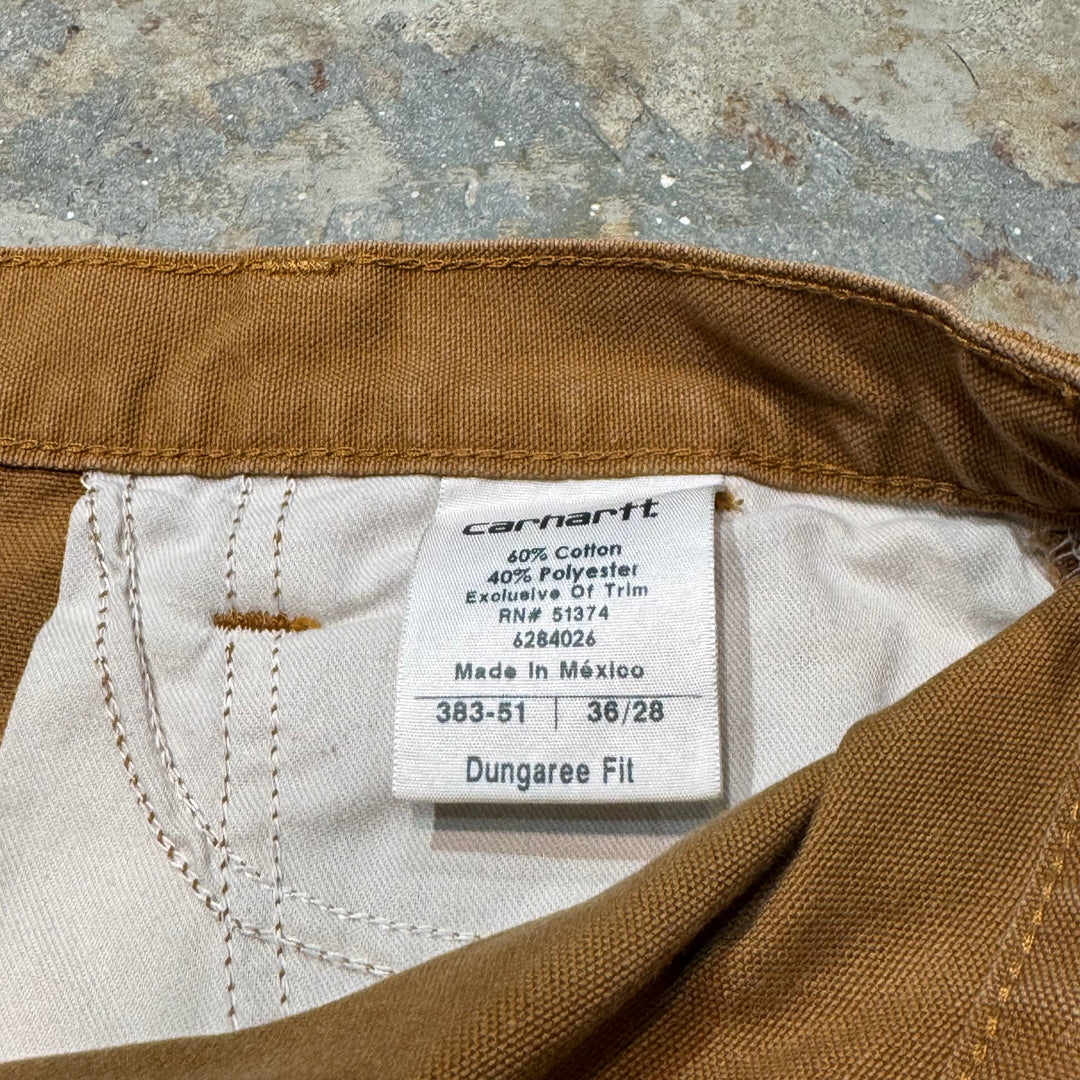 carhartt
60% Cotton
40% Polyester
Exclusive Of Trim
RN# 51374
6284026
Made In México
383-51 | 36/28
Dungaree Fit